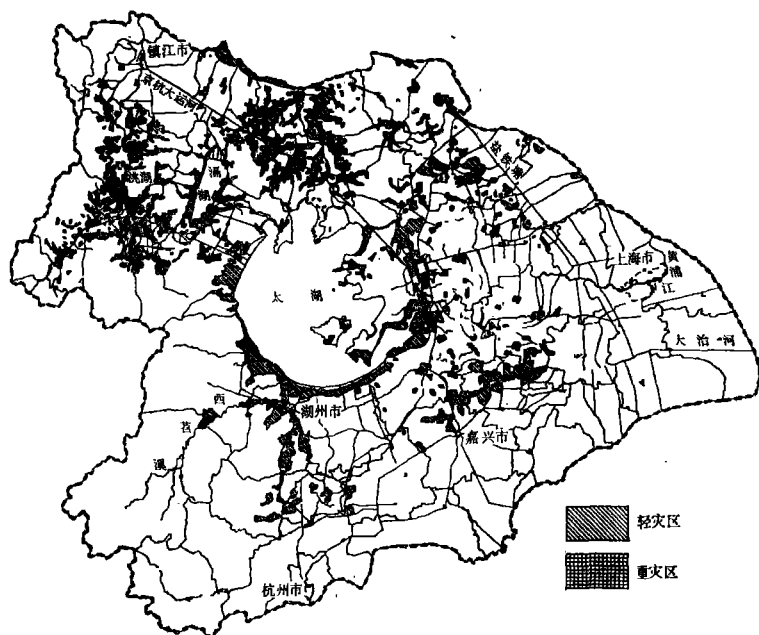 镇江市
京杭大运河
洮湖
滆湖
太湖
上海市
黄浦江
大治河
西苕溪
湖州市
嘉兴市
杭州市
轻灾区
重灾区